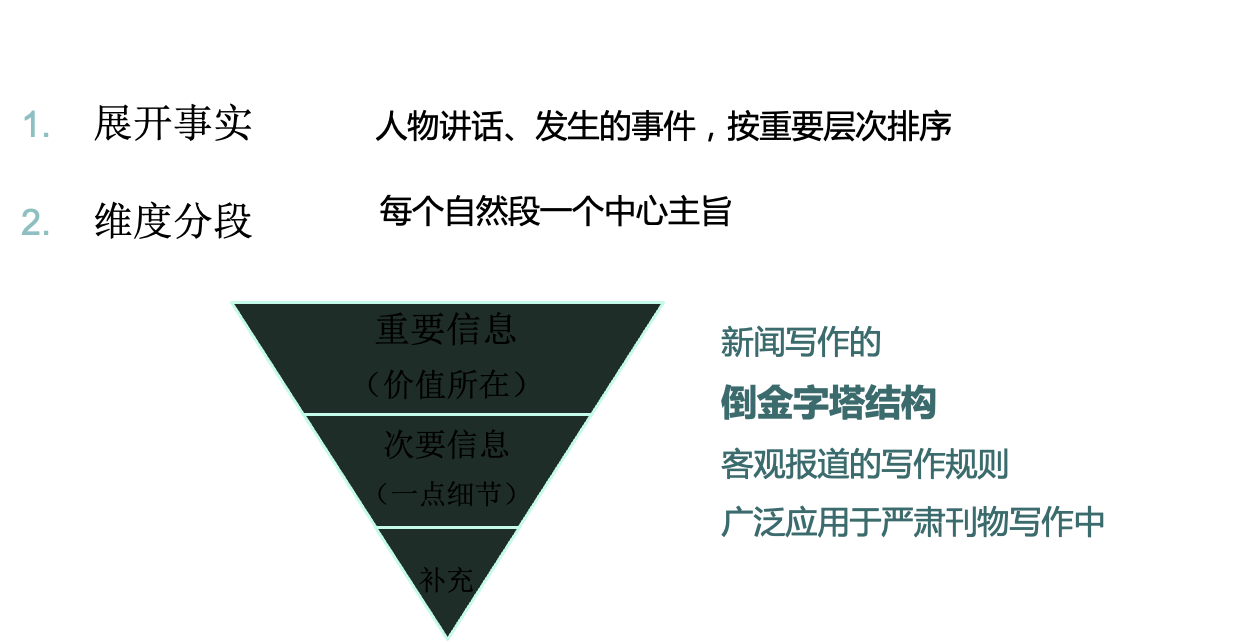 1. 展开事实 人物讲话、发生的事件，按重要层次排序
2. 维度分段 每个自然段一个中心主旨
重要信息
（价值所在）
次要信息
（一点细节）
补充
新闻写作的
倒金字塔结构
客观报道的写作规则
广泛应用于严肃刊物写作中